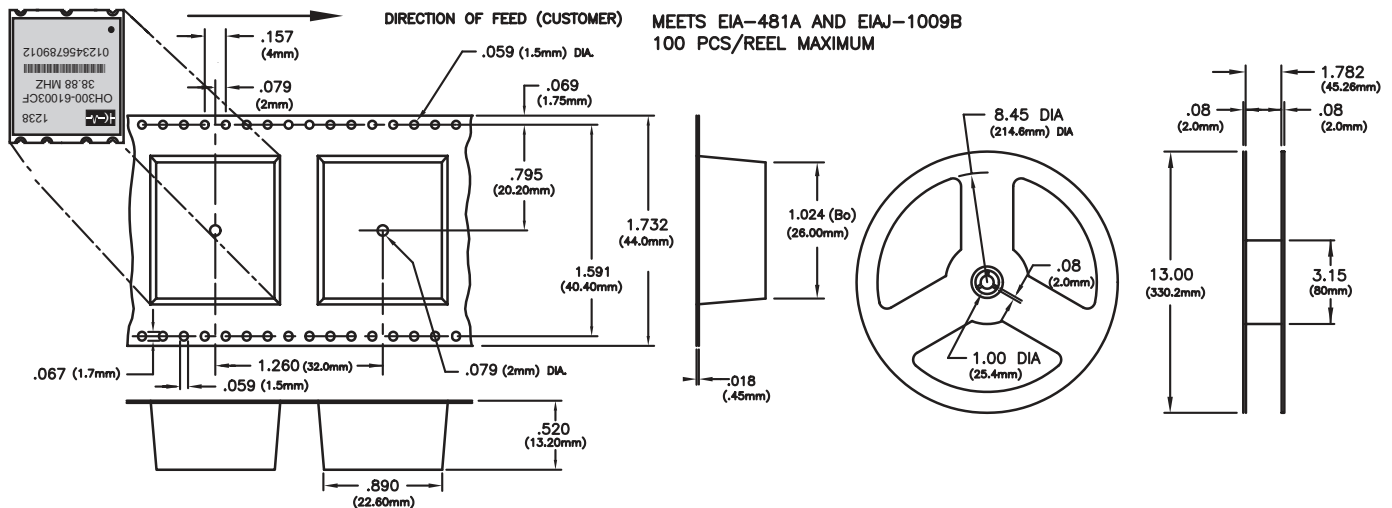 DIRECTION OF FEED (CUSTOMER)
MEETS EIA-481A AND EIAJ-1009B
100 PCS/REEL MAXIMUM
1238
OH300-61003CF
38.88 MHZ
0123456789012
.157
(4mm)
.079
(2mm)
.059 (1.5mm) DIA.
.069
(1.75mm)
.795
(20.20mm)
1.732
(44.0mm)
1.591
(40.40mm)
.067 (1.7mm)
.059 (1.5mm)
1.260 (32.0mm)
.079 (2mm) DIA.
.520
(13.20mm)
.890
(22.60mm)
1.024 (Bo)
(26.00mm)
.018
(.45mm)
8.45 DIA
(214.6mm) DIA
.08
(2.0mm)
1.00 DIA
(25.4mm)
1.782
(45.26mm)
.08
(2.0mm)
.08
(2.0mm)
13.00
(330.2mm)
3.15
(80mm)